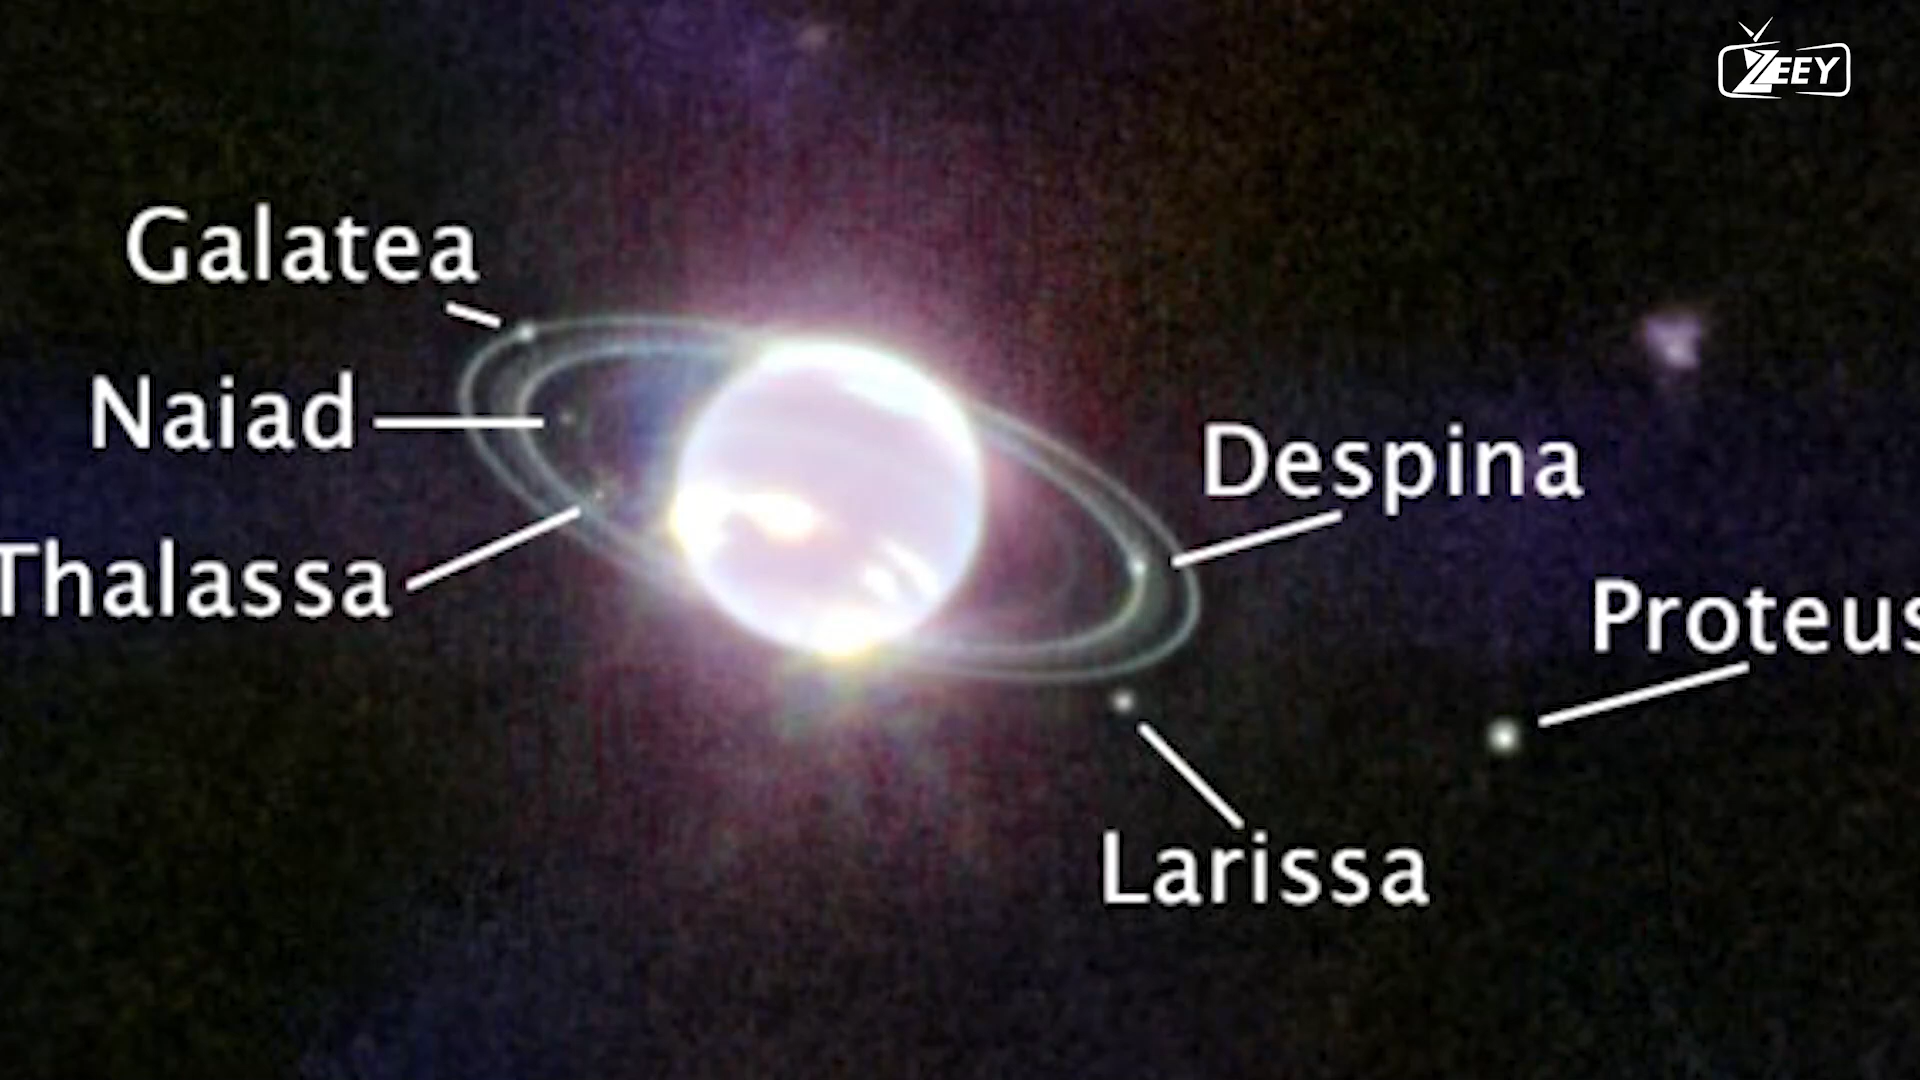 ZEEY
Galatea
Naiad
Thalassa
Despina
Proteus
Larissa